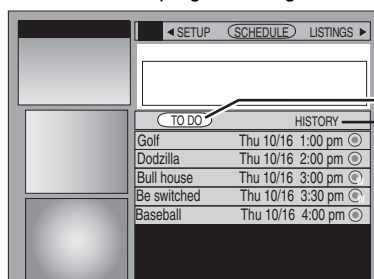 ◄ SETUP SCHEDULE LISTINGS ►
TO DO HISTORY
Golf Thu 10/16 1:00 pm
Dodzilla Thu 10/16 2:00 pm
Bull house Thu 10/16 3:00 pm
Be switched Thu 10/16 3:30 pm
Baseball Thu 10/16 4:00 pm